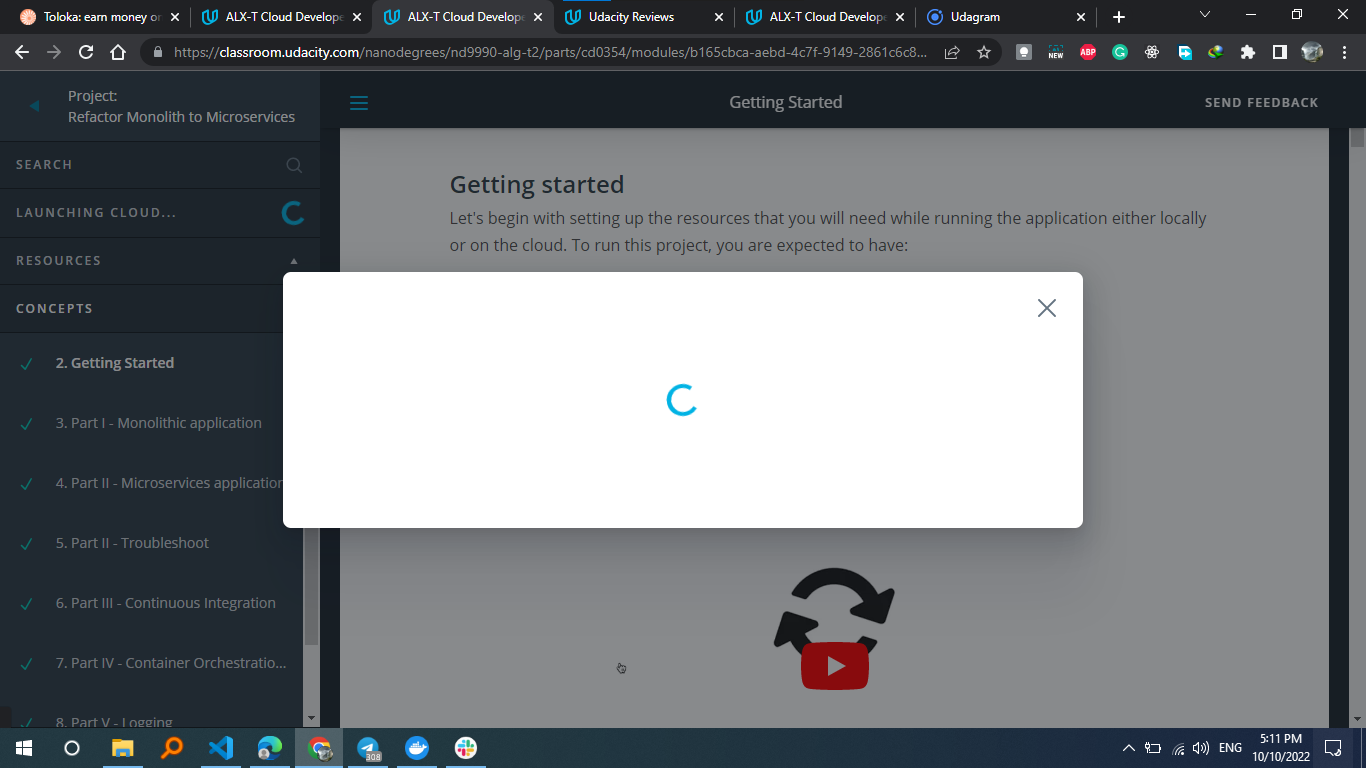 Toloka: earn money or
ALX-T Cloud Develope
ALX-T Cloud Develope
Udacity Reviews
ALX-T Cloud Develope
Udagram
https://classroom.udacity.com/nanodegrees/nd9990-alg-t2/parts/cd0354/modules/b165cbca-aebd-4c7f-9149-2861c6c8...
NEW
ABP
Project:
Refactor Monolith to Microservices
Getting Started
SEND FEEDBACK
SEARCH
LAUNCHING CLOUD...
RESOURCES
CONCEPTS
2. Getting Started
3. Part I - Monolithic application
4. Part II - Microservices application
5. Part II - Troubleshoot
6. Part III - Continuous Integration
7. Part IV - Container Orchestratio...
8. Part V - Logging
Getting started
Let's begin with setting up the resources that you will need while running the application either locally
or on the cloud. To run this project, you are expected to have:
308
ENG
5:11 PM
10/10/2022